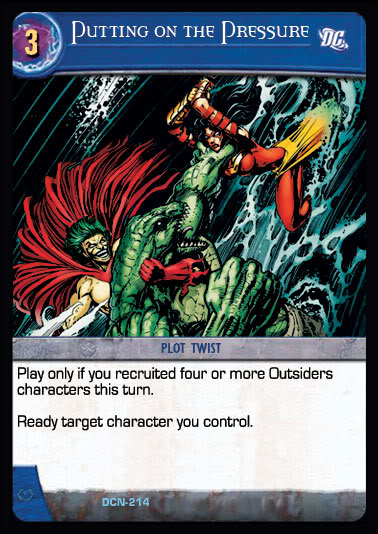 3
Putting on the Pressure
DC
PLOT TWIST
Play only if you recruited four or more Outsiders
characters this turn.
Ready target character you control.
DCN-214